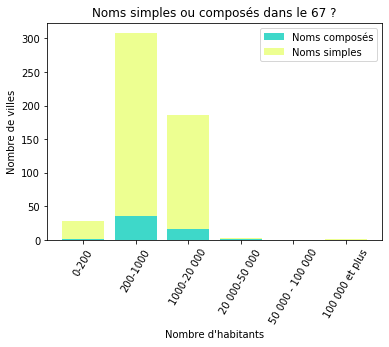 Noms simples ou composés dans le 67 ?
Noms composés
Noms simples
Nombre de villes
300
250
200
150
100
50
0
0-200
200-1000
1000-20 000
20 000-50 000
50 000 - 100 000
100 000 et plus
Nombre d'habitants